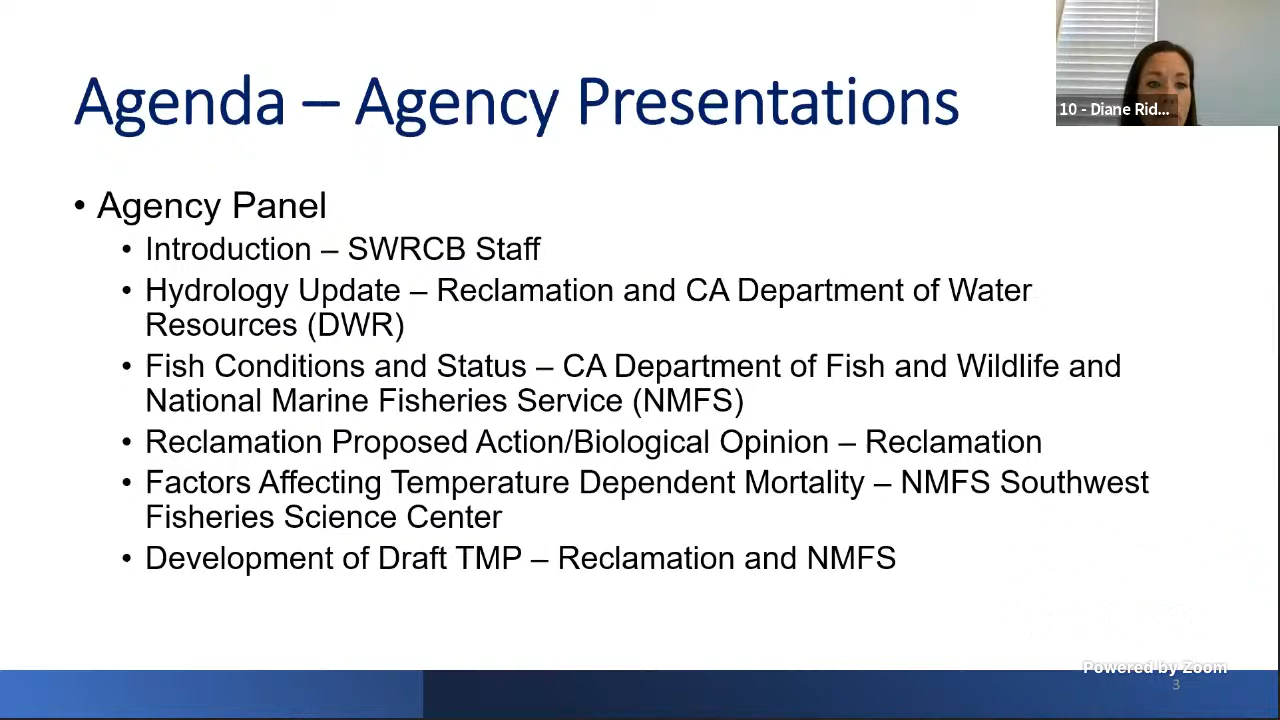 Agenda – Agency Presentations
10 - Diane Rid...
• Agency Panel
• Introduction – SWRCB Staff
• Hydrology Update – Reclamation and CA Department of Water
Resources (DWR)
• Fish Conditions and Status – CA Department of Fish and Wildlife and
National Marine Fisheries Service (NMFS)
• Reclamation Proposed Action/Biological Opinion – Reclamation
• Factors Affecting Temperature Dependent Mortality – NMFS Southwest
Fisheries Science Center
• Development of Draft TMP – Reclamation and NMFS
Powered by Zoom
3